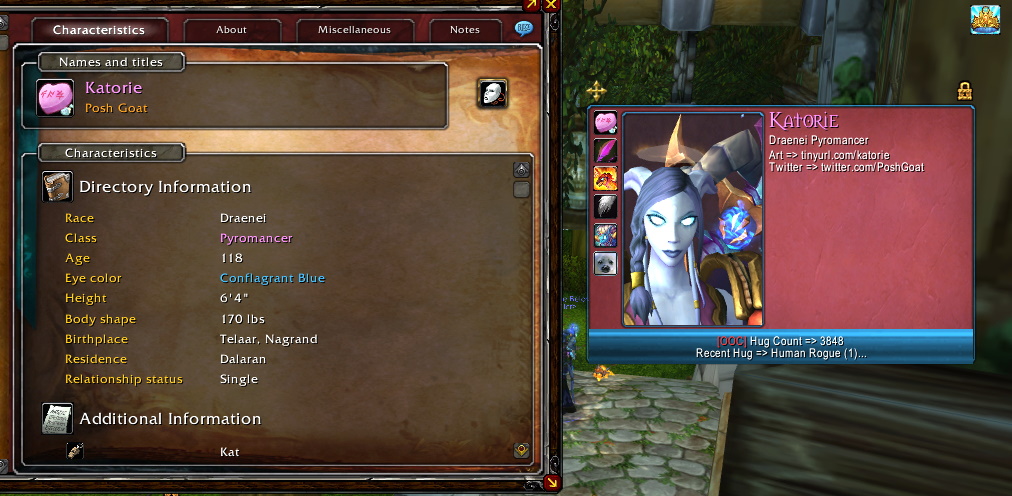 Characteristics
About
Miscellaneous
Notes
Names and titles
Katorie
Posh Goat
Characteristics
Directory Information
Race Draenei
Class Pyromancer
Age 118
Eye color Conflagrant Blue
Height 6'4"
Body shape 170 lbs
Birthplace Telaar, Nagrand
Residence Dalaran
Relationship status Single
Additional Information
Kat
Katorie
Draenei Pyromancer
Art => tinyurl.com/katorie
Twitter => twitter.com/PoshGoat
[OOC] Hug Count => 3848
Recent Hug => Human Rogue (1)...